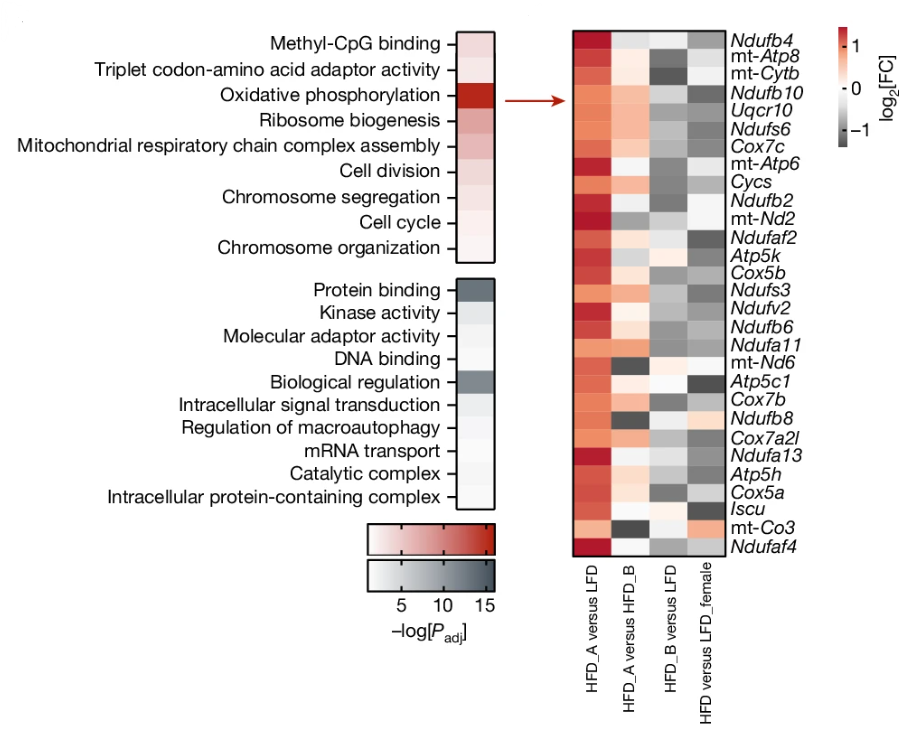 Methyl-CpG binding
Triplet codon-amino acid adaptor activity
Oxidative phosphorylation
Ribosome biogenesis
Mitochondrial respiratory chain complex assembly
Cell division
Chromosome segregation
Cell cycle
Chromosome organization
Protein binding
Kinase activity
Molecular adaptor activity
DNA binding
Biological regulation
Intracellular signal transduction
Regulation of macroautophagy
mRNA transport
Catalytic complex
Intracellular protein-containing complex
5 10 15
–log[Padj]
Ndufb4
mt-Atp8
mt-Cytb
Ndufb10
Uqcr10
Ndufs6
Cox7c
mt-Atp6
Cycs
Ndufb2
mt-Nd2
Ndufaf2
Atp5k
Cox5b
Ndufs3
Ndufv2
Ndufb6
Ndufa11
mt-Nd6
Atp5c1
Cox7b
Ndufb8
Cox7a2l
Ndufa13
Atp5h
Cox5a
Iscu
mt-Co3
Ndufaf4
HFD_A versus LFD
HFD_A versus HFD_B
HFD_B versus LFD
HFD versus LFD_female
1
0
–1
log2[FC]